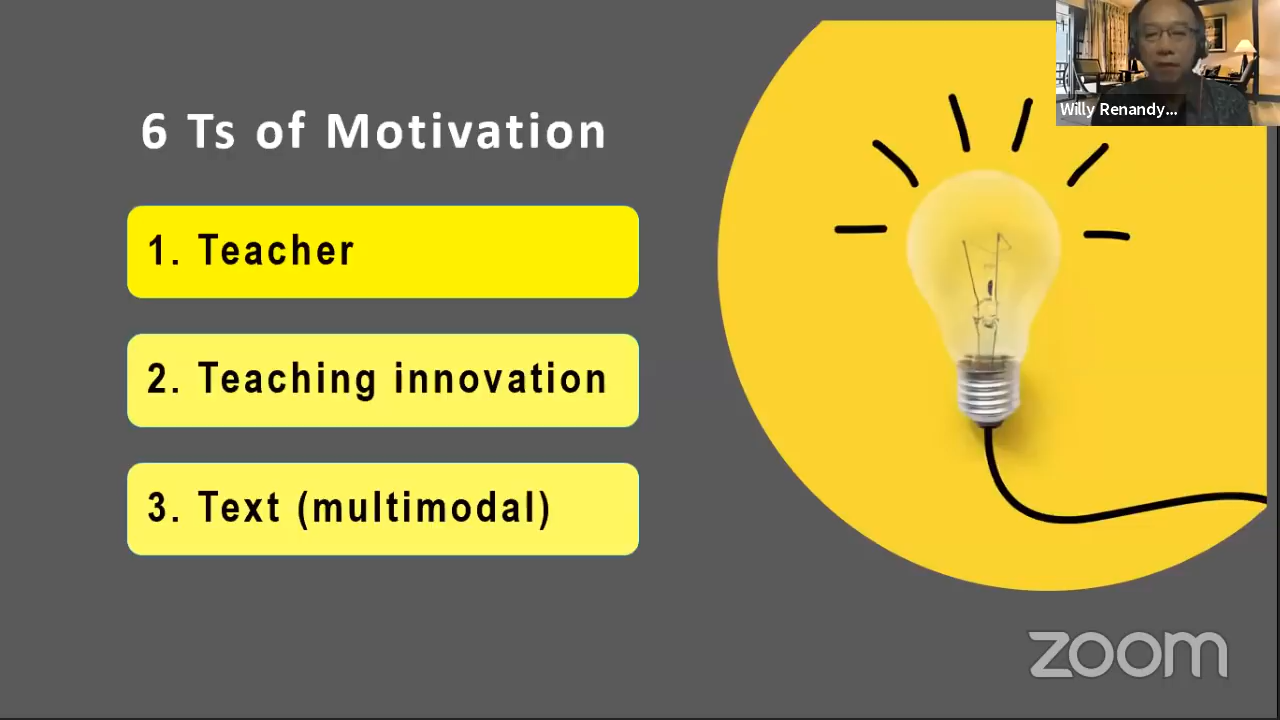 6 Ts of Motivation
1. Teacher
2. Teaching innovation
3. Text (multimodal)
Willy Renandy...
zoom